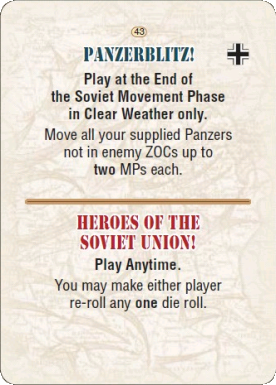 43
PANZERBLITZ!
Play at the End of
the Soviet Movement Phase
in Clear Weather only.
Move all your supplied Panzers
not in enemy ZOCs up to
two MPs each.
HEROES OF THE
SOVIET UNION!
Play Anytime.
You may make either player
re-roll any one die roll.